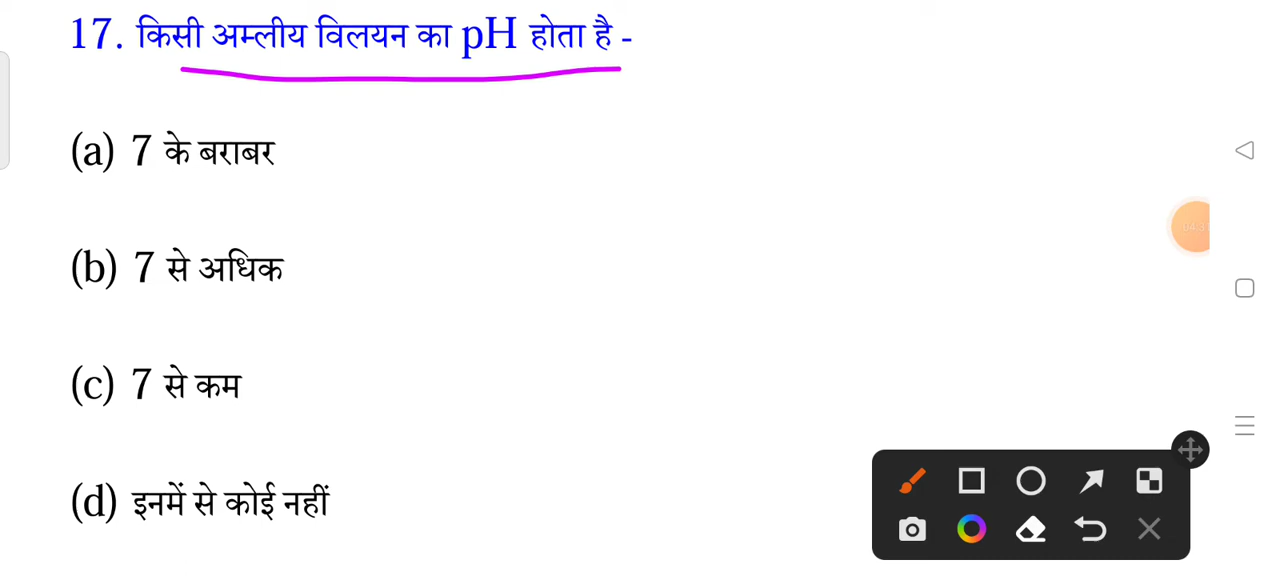 17. किसी अम्लीय विलयन का pH होता है -
(a) 7 के बराबर
(b) 7 से अधिक
(c) 7 से कम
(d) इनमें से कोई नहीं